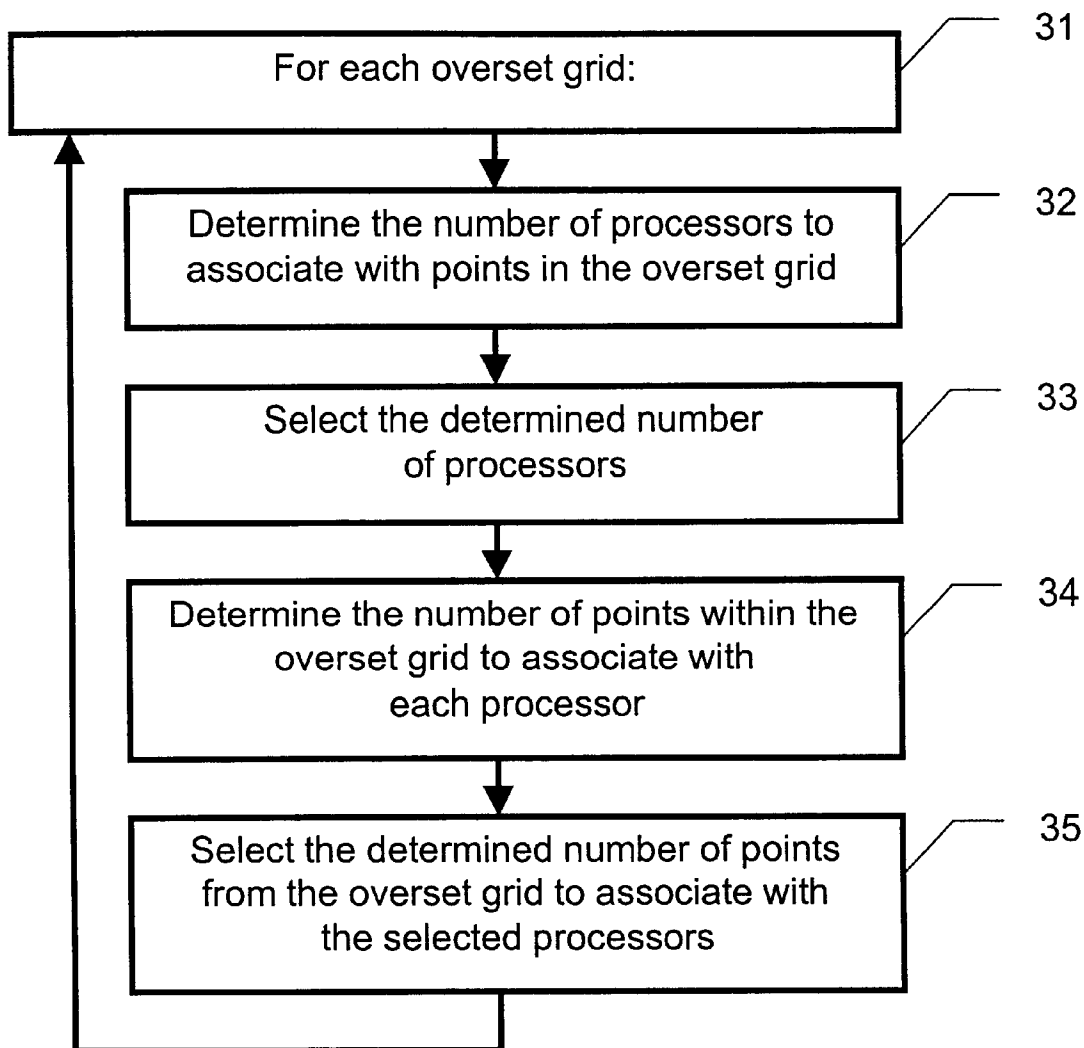 31
For each overset grid:
32
Determine the number of processors to
associate with points in the overset grid
33
Select the determined number
of processors
34
Determine the number of points within the
overset grid to associate with
each processor
35
Select the determined number of points
from the overset grid to associate with
the selected processors